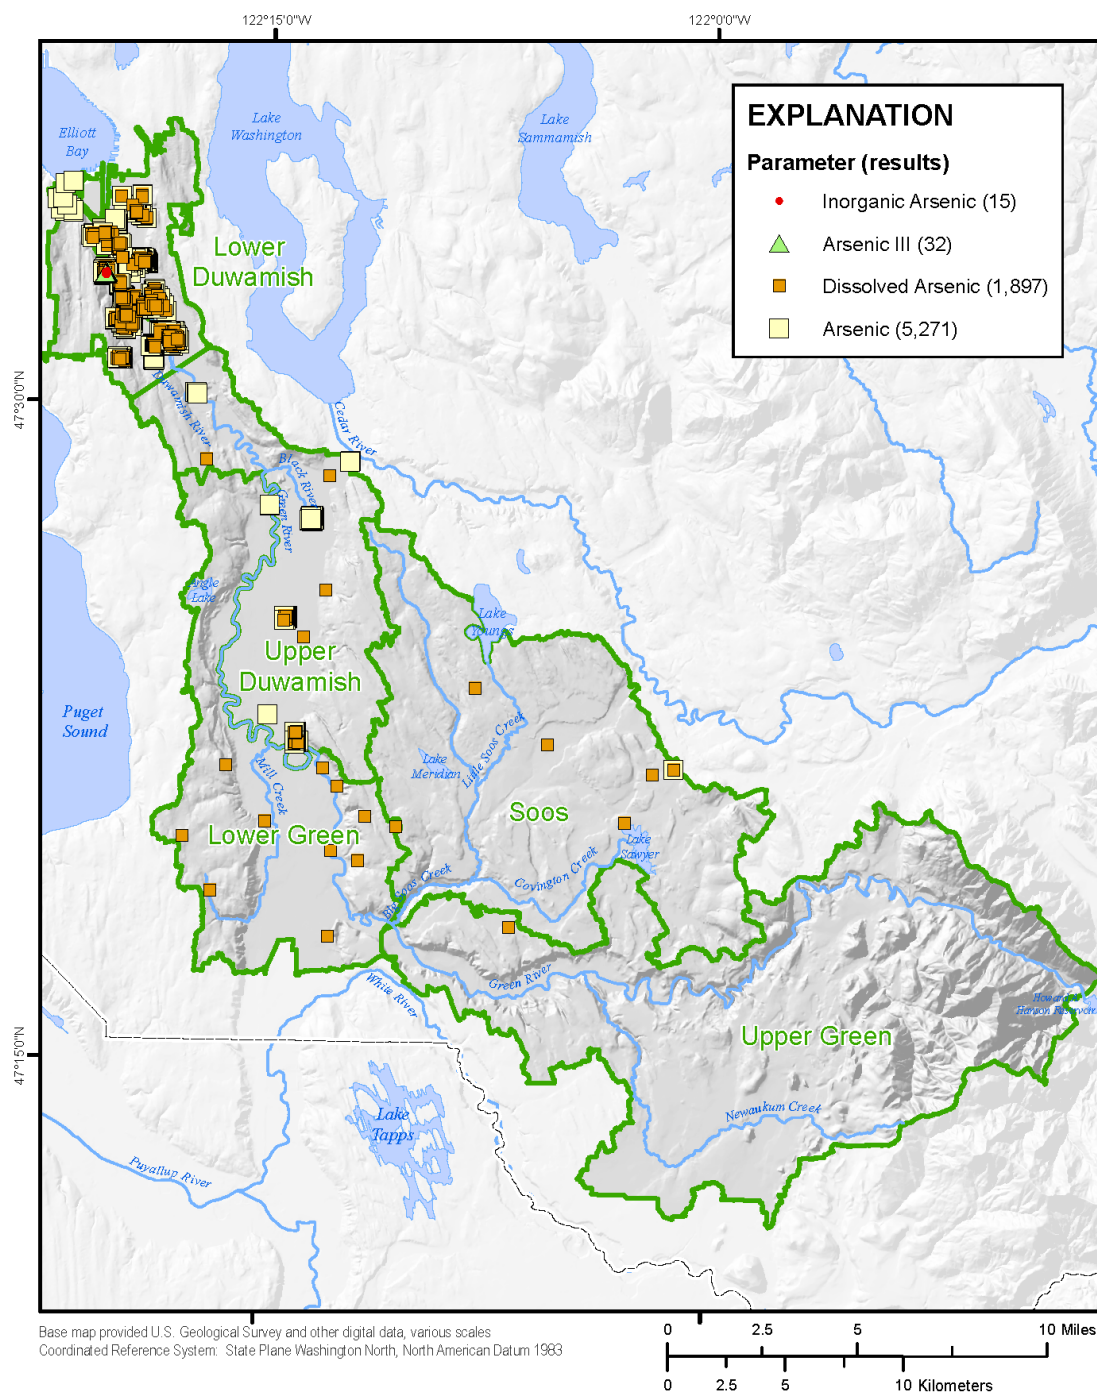 122°15'0"W
122°0'0"W
Elliott
Bay
Lake
Washington
Lake
Sammamish
EXPLANATION
Parameter (results)
Inorganic Arsenic (15)
Arsenic III (32)
Dissolved Arsenic (1,897)
Arsenic (5,271)
Lower
Duwamish
47°30'0"N
Duwamish River
Cedar River
Black River
Green River
Angle
Lake
Lake
Youngs
Upper
Duwamish
Puget
Sound
Lake
Meridian
Little Soos Creek
Mill Creek
Soos
Lower Green
Lake
Sawyer
Big Soos Creek
Covington Creek
Green River
White River
Howard A
Hanson Reservoir
Upper Green
47°15'0"N
Lake
Tapps
Newaukum Creek
Puyallup River
Base map provided U.S. Geological Survey and other digital data, various scales
Coordinated Reference System: State Plane Washington North, North American Datum 1983
0 2.5 5 10 Miles
0 2.5 5 10 Kilometers